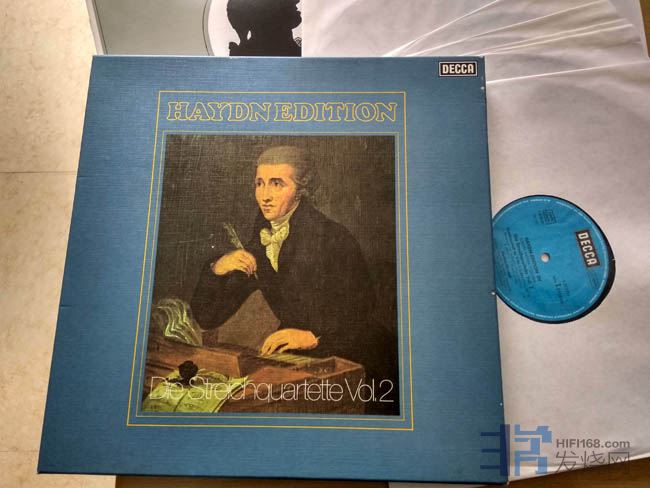 DECCA
HAYDN EDITION
Die Streichquartette Vol.2
DECCA
HIFI168.com
发烧网